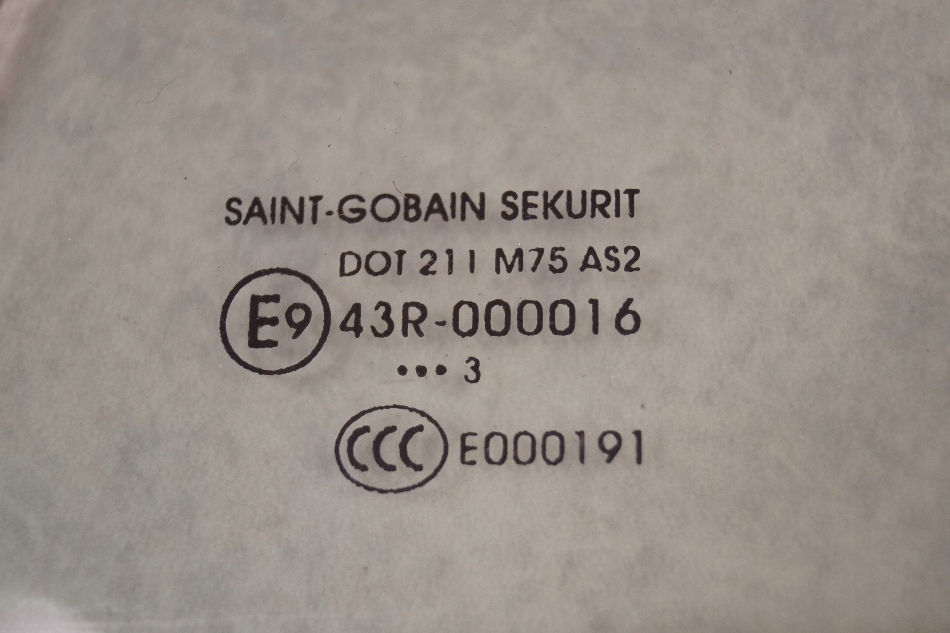 SAINT-GOBAIN SEKURIT
DOT 211 M75 AS2
E9 43R-000016
••• 3
CCC E000191